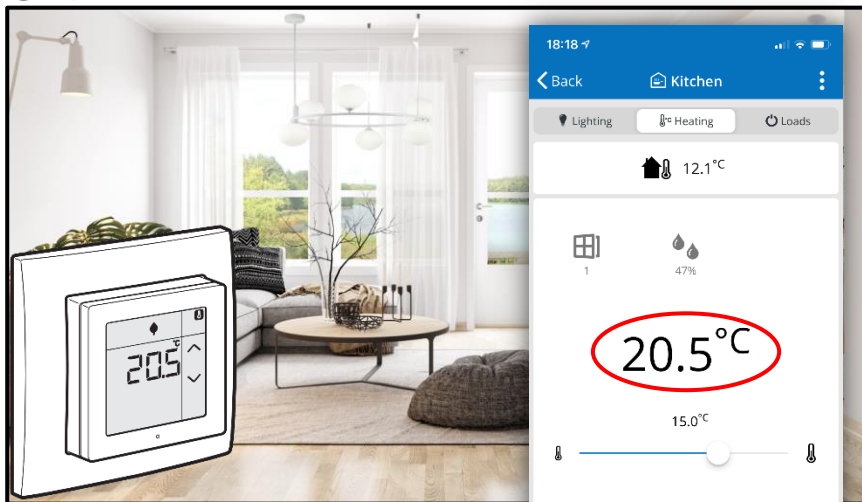 18:18
Back
Kitchen
Lighting
°C Heating
Loads
12.1°C
1
47%
20.5°C
15.0°C
°C
20.5